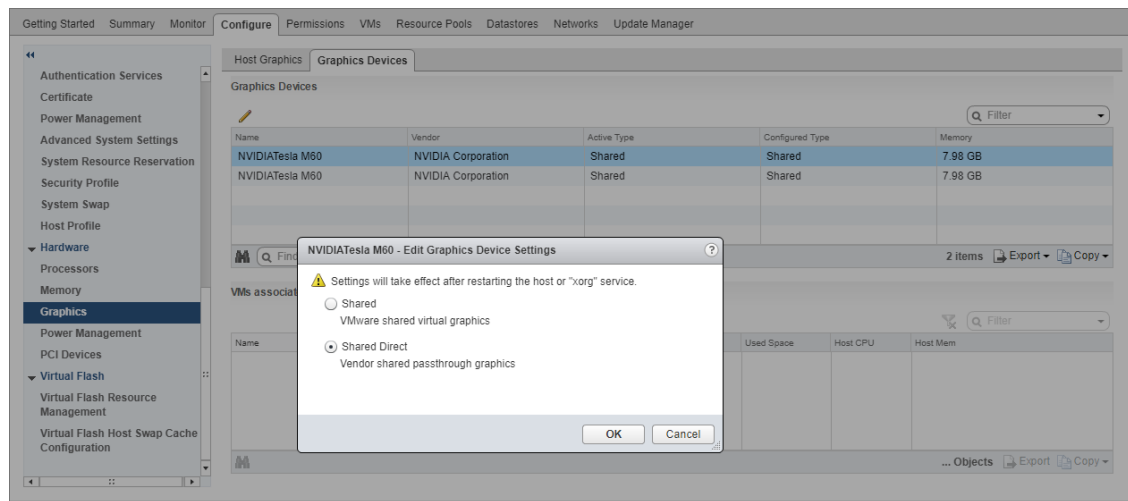 Getting Started Summary Monitor Configure Permissions VMs Resource Pools Datastores Networks Update Manager
Authentication Services
Certificate
Power Management
Advanced System Settings
System Resource Reservation
Security Profile
System Swap
Host Profile
Hardware
Processors
Memory
Graphics
Power Management
PCI Devices
Virtual Flash
Virtual Flash Resource
Management
Virtual Flash Host Swap Cache
Configuration
Host Graphics Graphics Devices
Graphics Devices
Filter
Name Vendor Active Type Configured Type Memory
NVIDIATesla M60 NVIDIA Corporation Shared Shared 7.98 GB
NVIDIATesla M60 NVIDIA Corporation Shared Shared 7.98 GB
2 items Export Copy
NVIDIATesla M60 - Edit Graphics Device Settings ?
Settings will take effect after restarting the host or "xorg" service.
Shared
VMware shared virtual graphics
Shared Direct
Vendor shared passthrough graphics
OK Cancel
VMs
Filter
Name Used Space Host CPU Host Mem
... Objects Export Copy